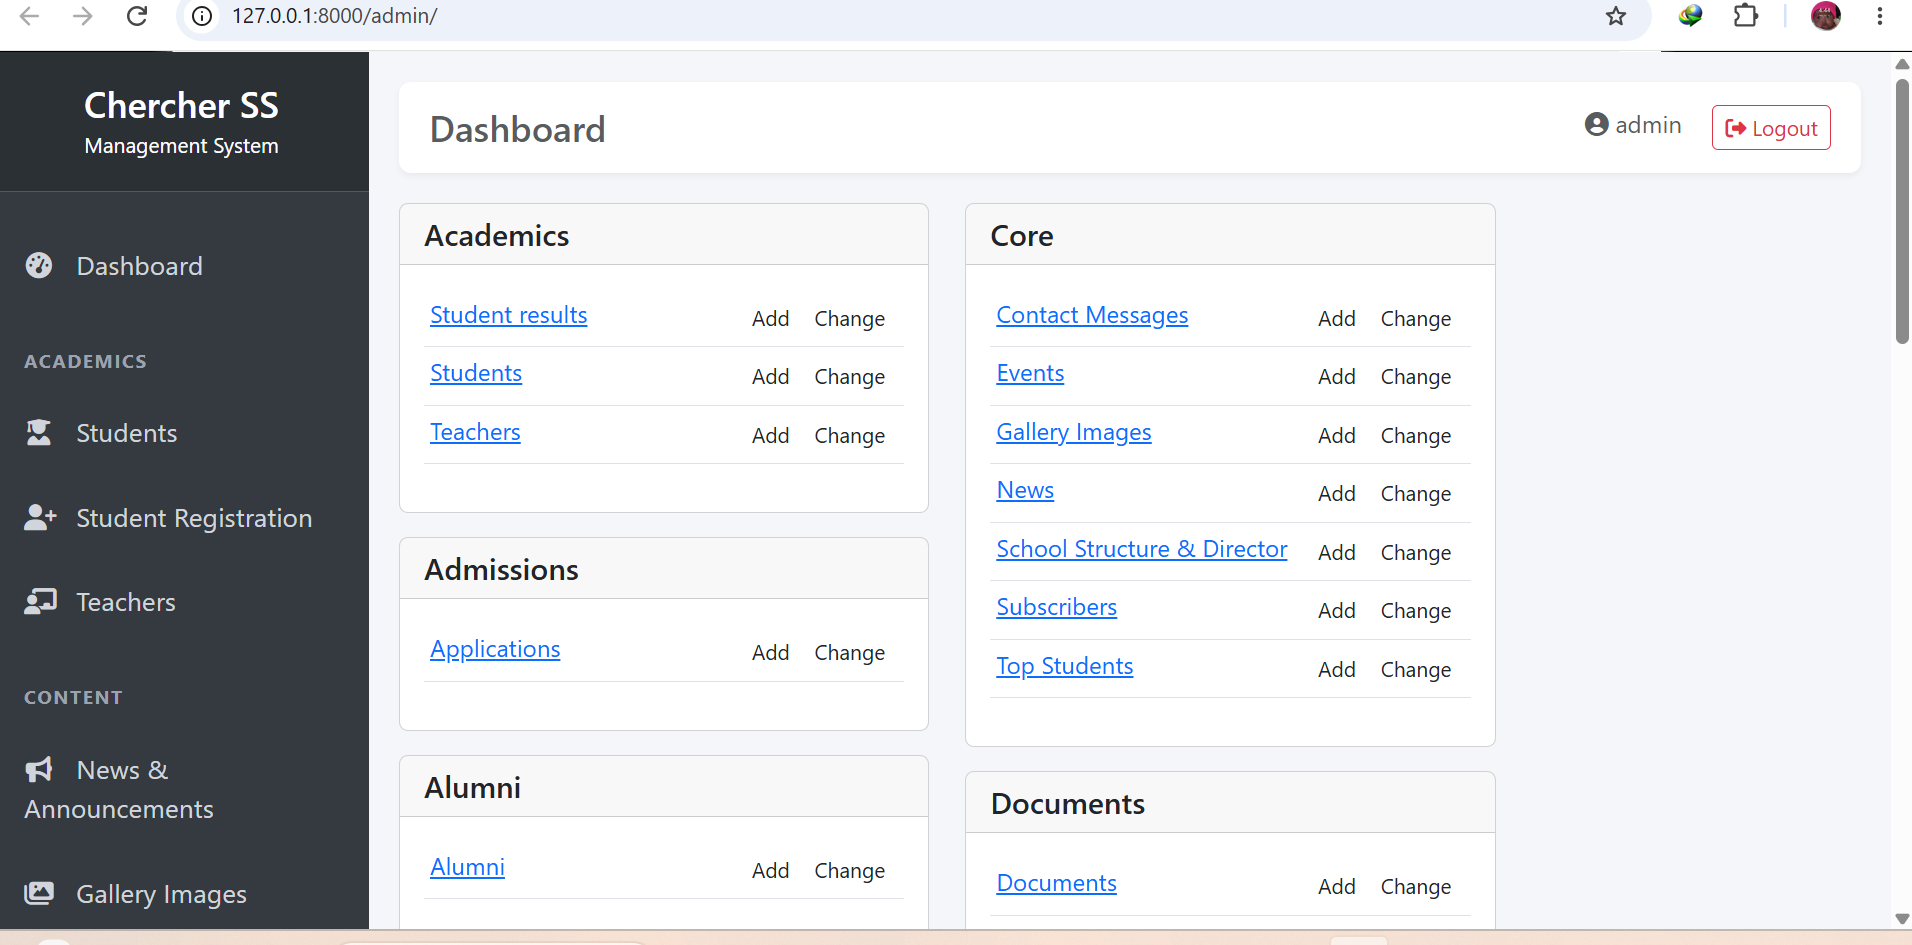 127.0.0.1:8000/admin/
Chercher SS
Management System
Dashboard
ACADEMICS
Students
Student Registration
Teachers
CONTENT
News &
Announcements
Gallery Images
Dashboard
admin
Logout
Academics
Student results Add Change
Students Add Change
Teachers Add Change
Admissions
Applications Add Change
Alumni
Alumni Add Change
Core
Contact Messages Add Change
Events Add Change
Gallery Images Add Change
News Add Change
School Structure & Director Add Change
Subscribers Add Change
Top Students Add Change
Documents
Documents Add Change